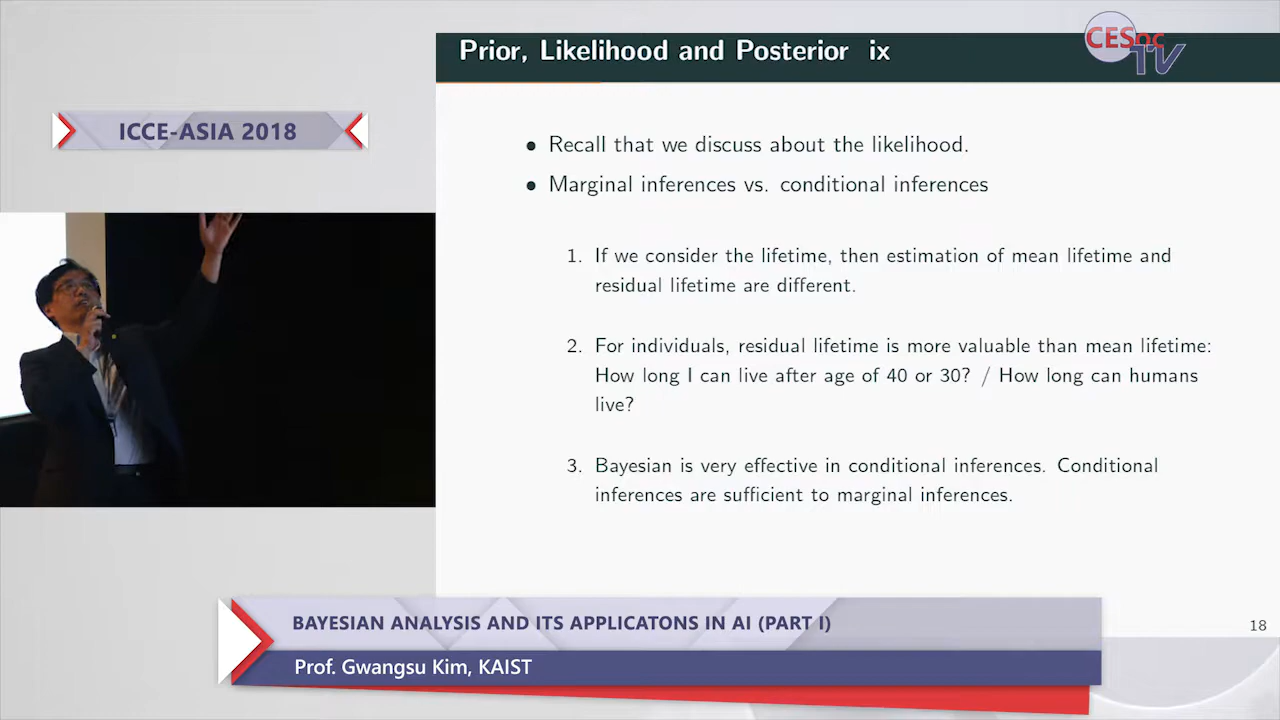 Prior, Likelihood and Posterior ix
CESoc
TV
ICCE-ASIA 2018
• Recall that we discuss about the likelihood.
• Marginal inferences vs. conditional inferences
1. If we consider the lifetime, then estimation of mean lifetime and
residual lifetime are different.
2. For individuals, residual lifetime is more valuable than mean lifetime:
How long I can live after age of 40 or 30? / How long can humans
live?
3. Bayesian is very effective in conditional inferences. Conditional
inferences are sufficient to marginal inferences.
BAYESIAN ANALYSIS AND ITS APPLICATONS IN AI (PART I)
18
Prof. Gwangsu Kim, KAIST